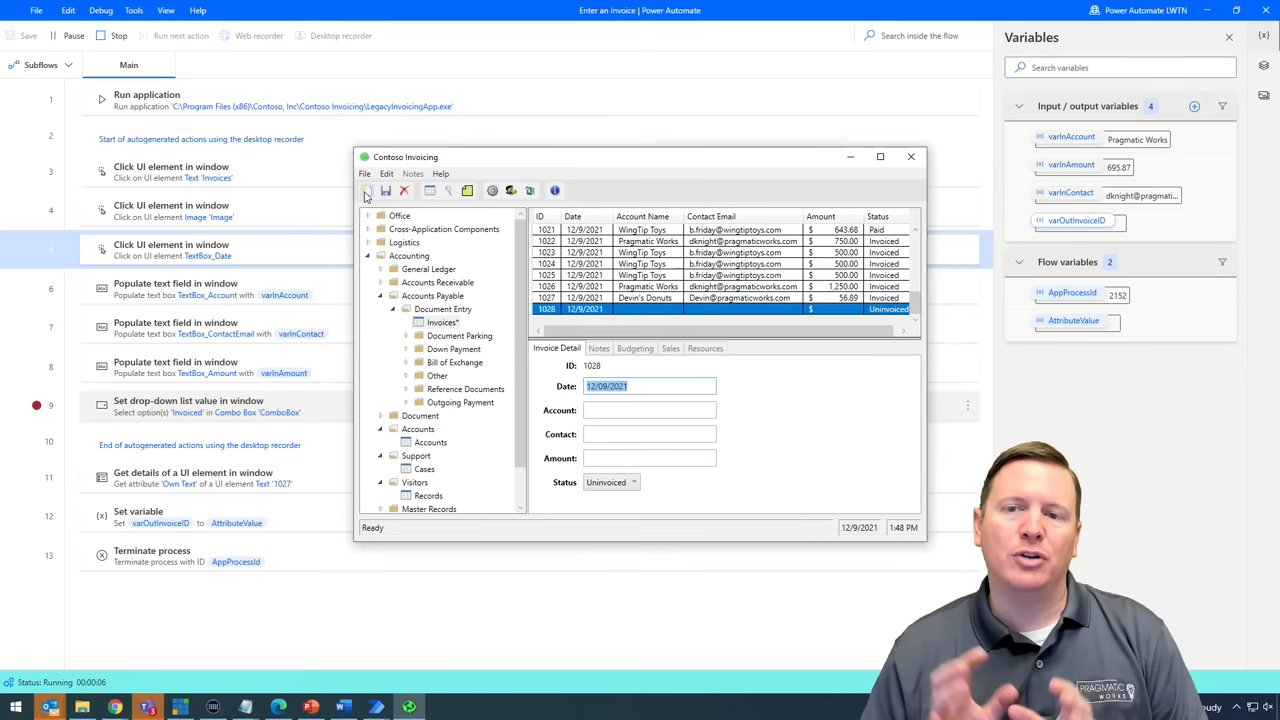 File Edit Debug Tools View Help
Enter an Invoice | Power Automate
Power Automate LWTN
Save Pause Stop Run next action Web recorder Desktop recorder
Search inside the flow
Subflows
Main
Variables
Search variables
Input / output variables 4
varInAccount Pragmatic Works
varInAmount 695.87
varInContact dknight@pragmaticworks...
varOutInvoiceID
Flow variables 2
AppProcessId 2152
AttributeValue
1 Run application
Run application 'C:\Program Files (x86)\Contoso, Inc\Contoso Invoicing\LegacyInvoicingApp.exe'
2 Start of autogenerated actions using the desktop recorder
3 Click UI element in window
Click on UI element Text 'Invoices'
4 Click UI element in window
Click on UI element Image 'Image'
Click UI element in window
Click on UI element TextBox_Date
6 Populate text field in window
Populate text box TextBox_Account with varInAccount
7 Populate text field in window
Populate text box TextBox_ContactEmail with varInContact
8 Populate text field in window
Populate text box TextBox_Amount with varInAmount
9 Set drop-down list value in window
Select option(s) 'Invoiced' in Combo Box 'ComboBox'
10 End of autogenerated actions using the desktop recorder
11 Get details of a UI element in window
Get attribute 'Own Text' of a UI element Text '1027'
12 Set variable
Set varOutInvoiceID to AttributeValue
13 Terminate process
Terminate process with ID AppProcessId
Contoso Invoicing
File Edit Notes Help
Office
Cross-Application Components
Logistics
Accounting
General Ledger
Accounts Receivable
Accounts Payable
Document Entry
Invoices*
Document Parking
Down Payment
Bill of Exchange
Other
Reference Documents
Outgoing Payment
Document
Accounts
Accounts
Support
Cases
Visitors
Records
Master Records
ID Date Account Name Contact Email Amount Status
1021 12/9/2021 WingTip Toys b.friday@wingtiptoys.com $ 643.68 Paid
1022 12/9/2021 Pragmatic Works dknight@pragmaticworks.com $ 750.00 Invoiced
1023 12/9/2021 WingTip Toys b.friday@wingtiptoys.com $ 500.00 Invoiced
1024 12/9/2021 WingTip Toys b.friday@wingtiptoys.com $ 500.00 Invoiced
1025 12/9/2021 WingTip Toys b.friday@wingtiptoys.com $ 500.00 Invoiced
1026 12/9/2021 Pragmatic Works dknight@pragmaticworks.com $ 1,250.00 Invoiced
1027 12/9/2021 Devin's Donuts Devin@pragmaticworks.com $ 56.89 Invoiced
1028 12/9/2021 $ Uninvoiced
Invoice Detail Notes Budgeting Sales Resources
ID: 1028
Date: 12/09/2021
Account:
Contact:
Amount:
Status Uninvoiced
Ready
12/9/2021 1:48 PM
Status: Running 00:00:06
PRAGMATIC
WORKS